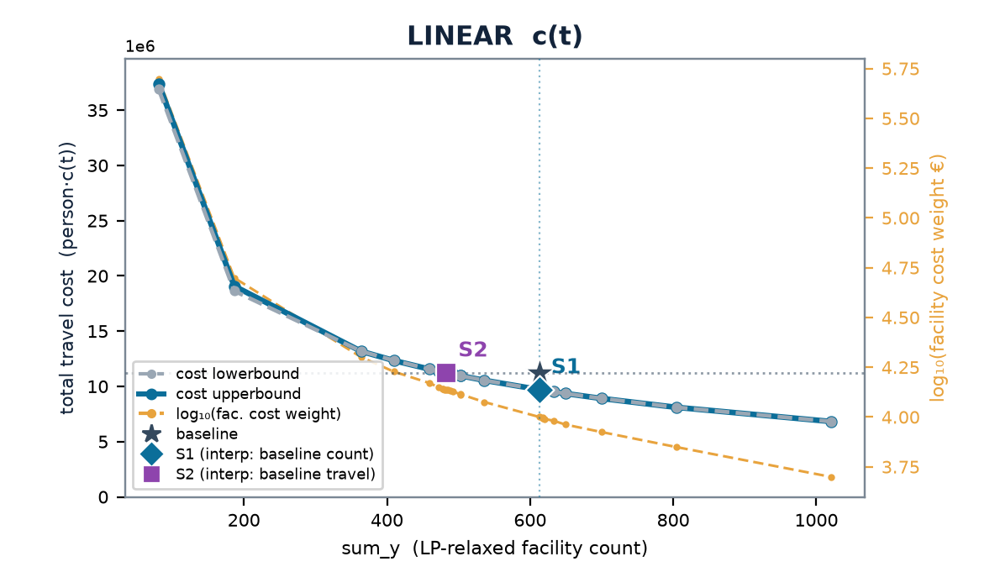 LINEAR  c(t)
1e6
35
30
25
20
15
10
5
0
total travel cost  (person·c(t))
5.75
5.50
5.25
5.00
4.75
4.50
4.25
4.00
3.75
log₁₀(facility cost weight €)
S2
S1
cost lowerbound
cost upperbound
log₁₀(fac. cost weight)
baseline
S1 (interp: baseline count)
S2 (interp: baseline travel)
200 400 600 800 1000
sum_y  (LP-relaxed facility count)